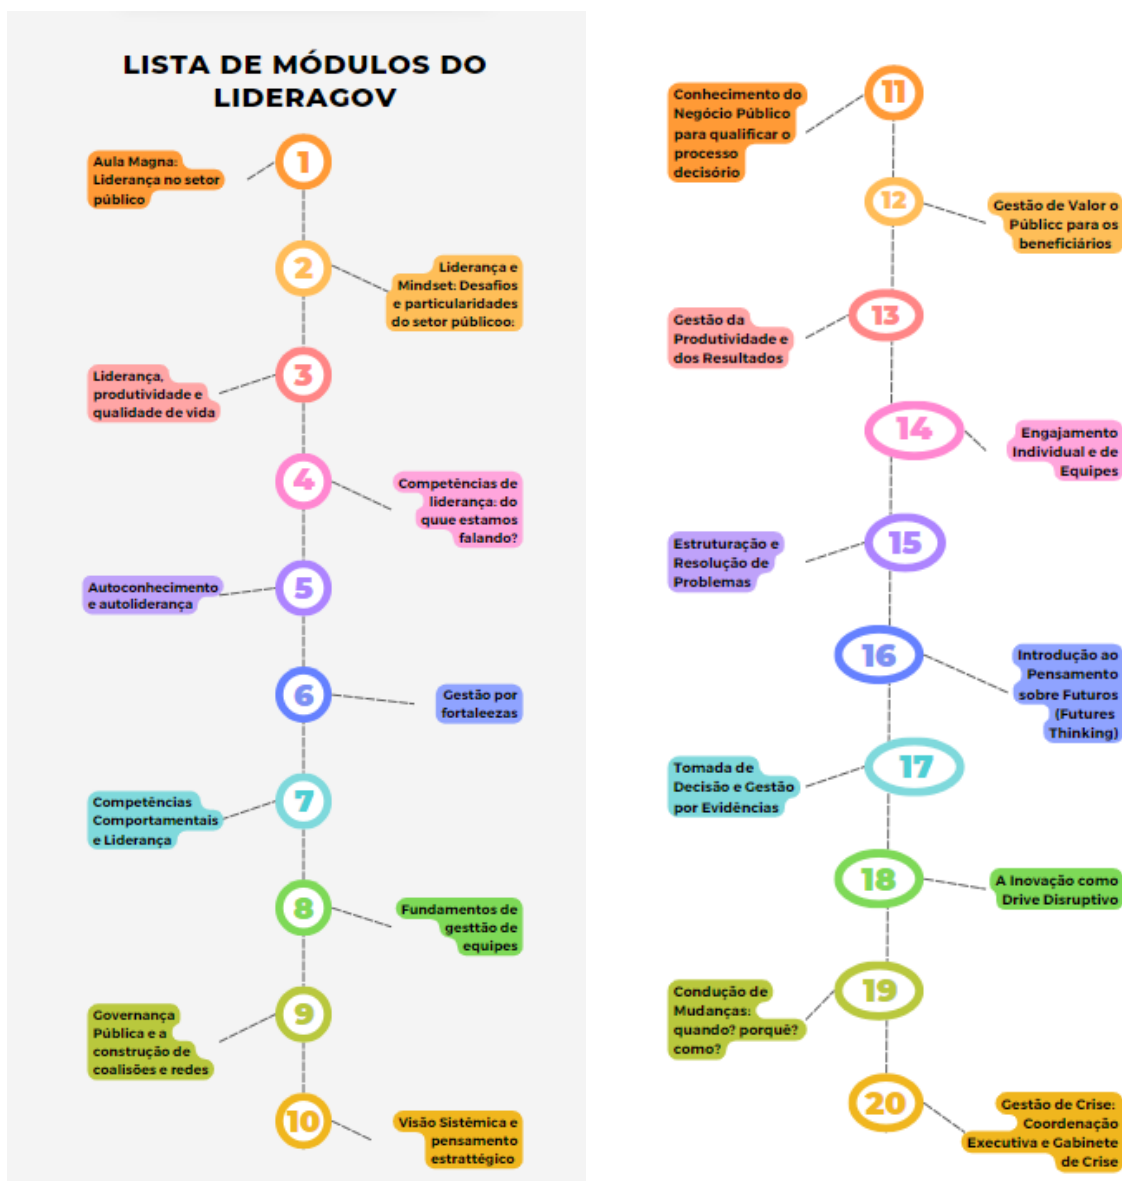 LISTA DE MÓDULOS DO
LIDERAGOV
1
Aula Magna:
Liderança no setor
público
2
Liderança e
Mindset: Desafios
e particularidades
do setor públicoo:
3
Liderança,
produtividade e
qualidade de vida
4
Competências de
liderança: do
quue estamos
falando?
5
Autoconhecimento
e autoliderança
6
Gestão por
fortaleezas
7
Competências
Comportamentais
e Liderança
8
Fundamentos de
gesttão de
equipes
9
Governança
Pública e a
construção de
coalisões e redes
10
Visão Sistêmica e
pensamento
estrattégico
11
Conhecimento do
Negócio Público
para qualificar o
processo
decisório
12
Gestão de Valor o
Públicc para os
beneficiários
13
Gestão da
Produtividade e
dos Resultados
14
Engajamento
Individual e de
Equipes
15
Estruturação e
Resolução de
Problemas
16
Introdução ao
Pensamento
sobre Futuros
(Futures
Thinking)
17
Tomada de
Decisão e Gestão
por Evidências
18
A Inovação como
Drive Disruptivo
19
Condução de
Mudanças:
quando? porquê?
como?
20
Gestão de Crise:
Coordenação
Executiva e Gabinete
de Crise